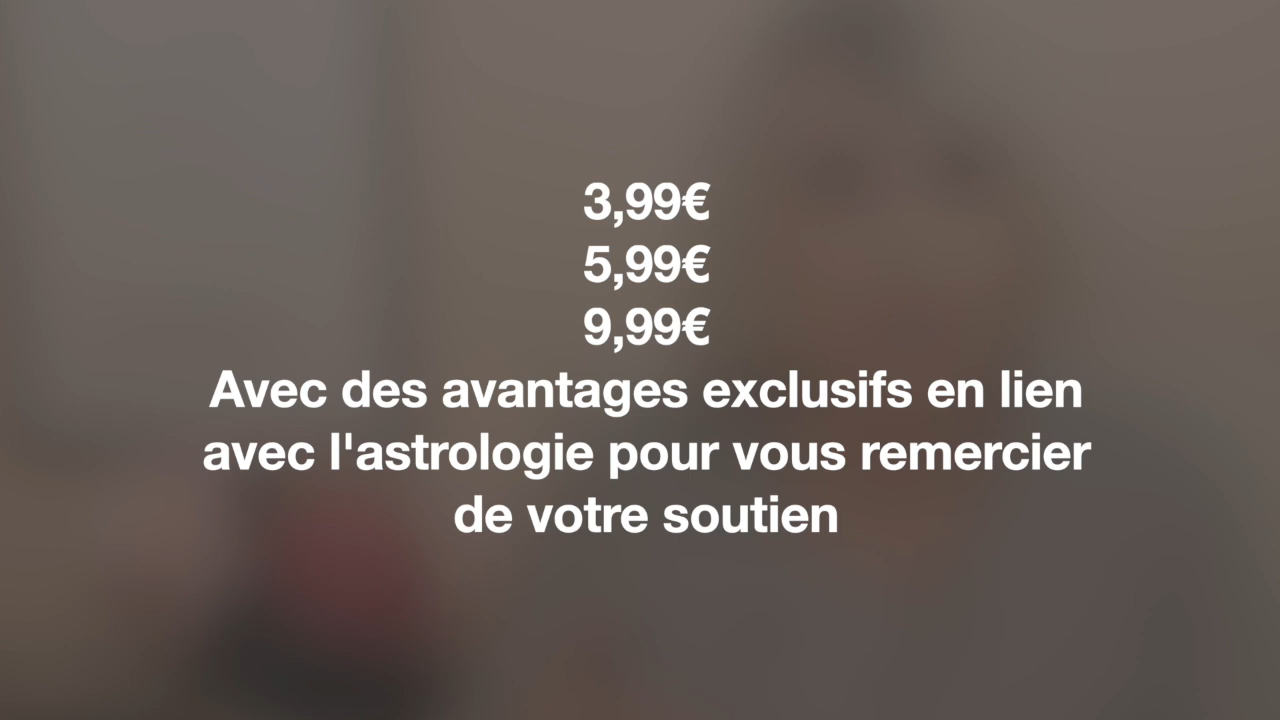 3,99€
5,99€
9,99€
Avec des avantages exclusifs en lien
avec l'astrologie pour vous remercier
de votre soutien